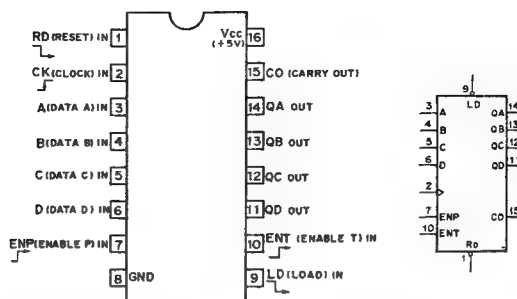 RD(RESET) IN 1
CK(CLOCK) IN 2
A(DATA A) IN 3
B(DATA B) IN 4
C(DATA C) IN 5
D(DATA D) IN 6
ENP(ENABLE P) IN 7
8 GND
VCC (+5V) 16
15 CO (CARRY OUT)
14 QA OUT
13 QB OUT
12 QC OUT
11 QD OUT
10 ENT (ENABLE T) IN
9 LD(LOAD) IN
9
LD
3 A QA 14
4 B QB 13
5 C QC 12
6 D QD 11
2
7 ENP CO 15
10 ENT
RD
1